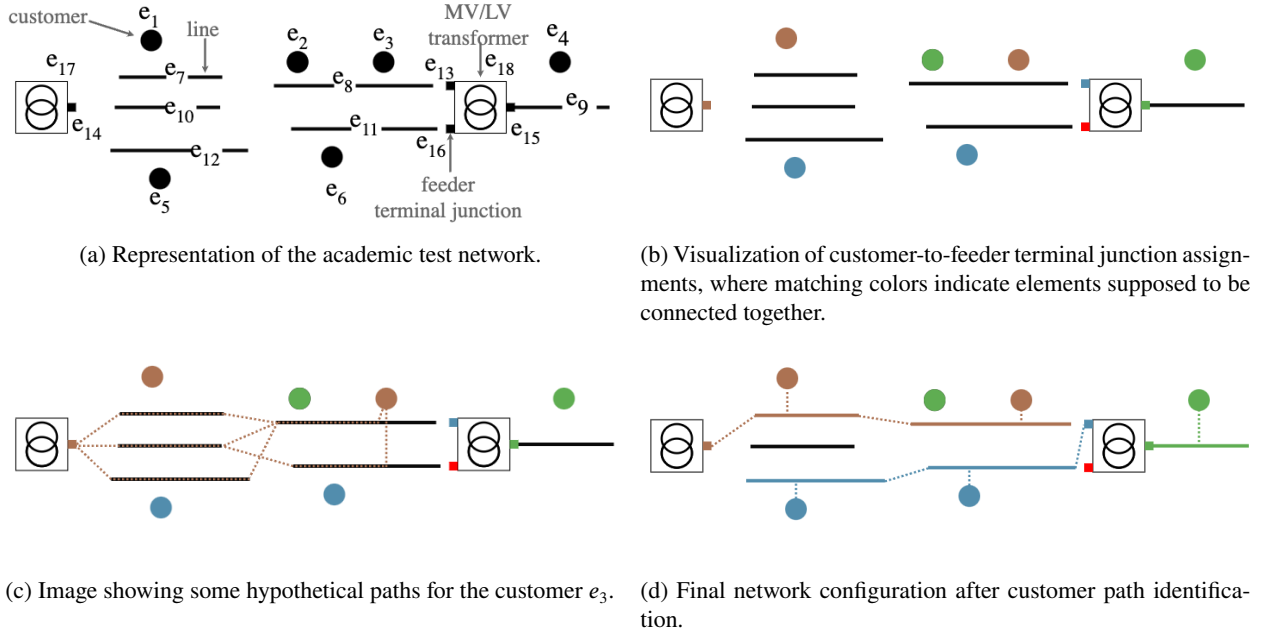 customer
e1
line
e7
e10
e12
e5
e17
e14
e2
e3
e8
e11
e6
e13
e16
MV/LV
transformer
e18
e4
e9
e15
feeder
terminal junction
(a) Representation of the academic test network.
(b) Visualization of customer-to-feeder terminal junction assign-
ments, where matching colors indicate elements supposed to be
connected together.
(c) Image showing some hypothetical paths for the customer e3.
(d) Final network configuration after customer path identifica-
tion.